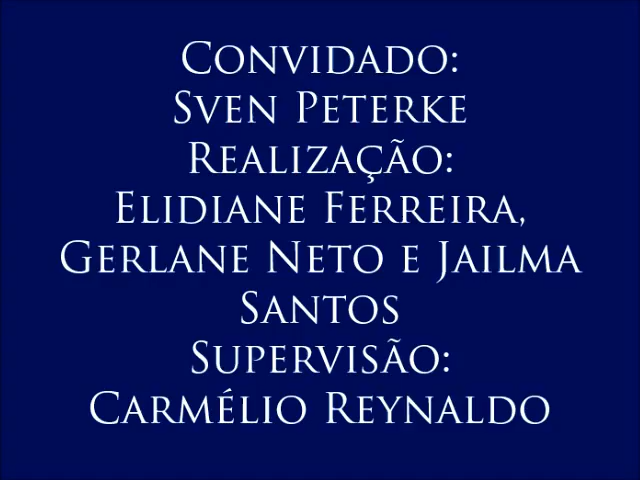 Convidado:
Sven Peterke
Realização:
Elidiane Ferreira,
Gerlane Neto e Jailma
Santos
Supervisão:
Carmélio Reynaldo